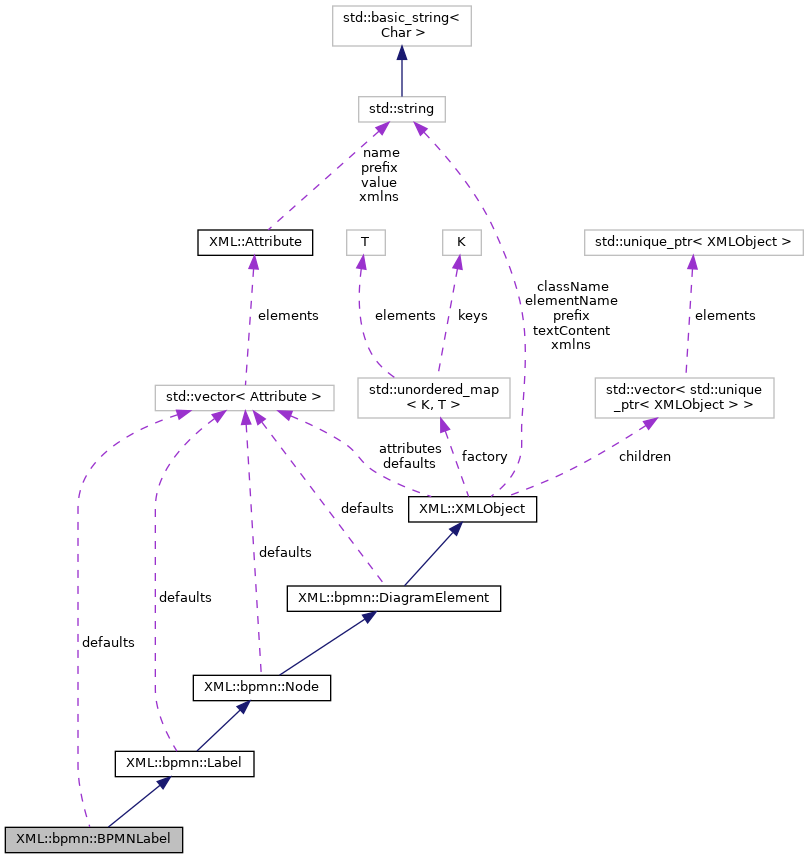 std::basic_string<
Char >
std::string
name
prefix
value
xmlns
XML::Attribute
T
K
std::unique_ptr< XMLObject >
className
elementName
prefix
textContent
xmlns
elements
elements
keys
elements
std::vector< Attribute >
std::unordered_map
< K, T >
std::vector< std::unique
_ptr< XMLObject > >
attributes
defaults
factory
children
XML::XMLObject
defaults
defaults
defaults
defaults
XML::bpmn::DiagramElement
XML::bpmn::Node
XML::bpmn::Label
XML::bpmn::BPMNLabel